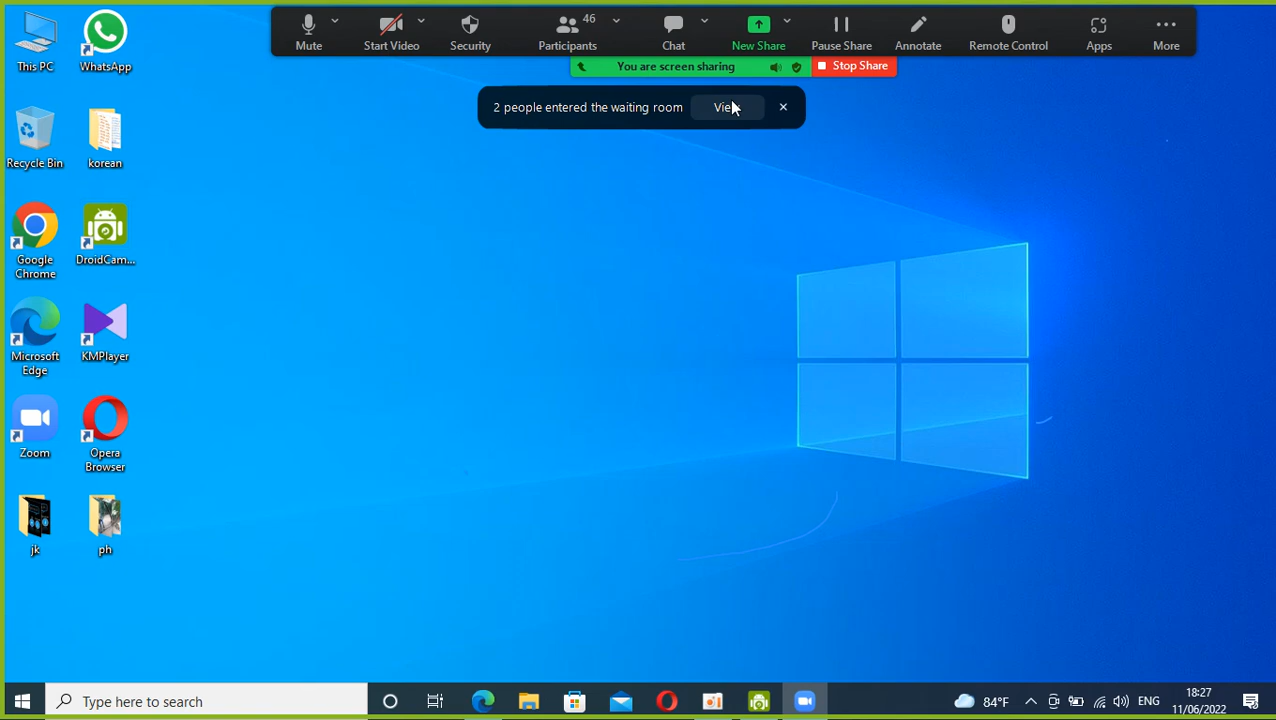 46
Mute
Start Video
Security
Participants
Chat
New Share
Pause Share
Annotate
Remote Control
Apps
More
You are screen sharing
Stop Share
2 people entered the waiting room
This PC
WhatsApp
Recycle Bin
korean
Google
Chrome
DroidCam...
Microsoft
Edge
KMPlayer
Zoom
Opera
Browser
jk
ph
Type here to search
84°F
ENG
18:27
11/06/2022